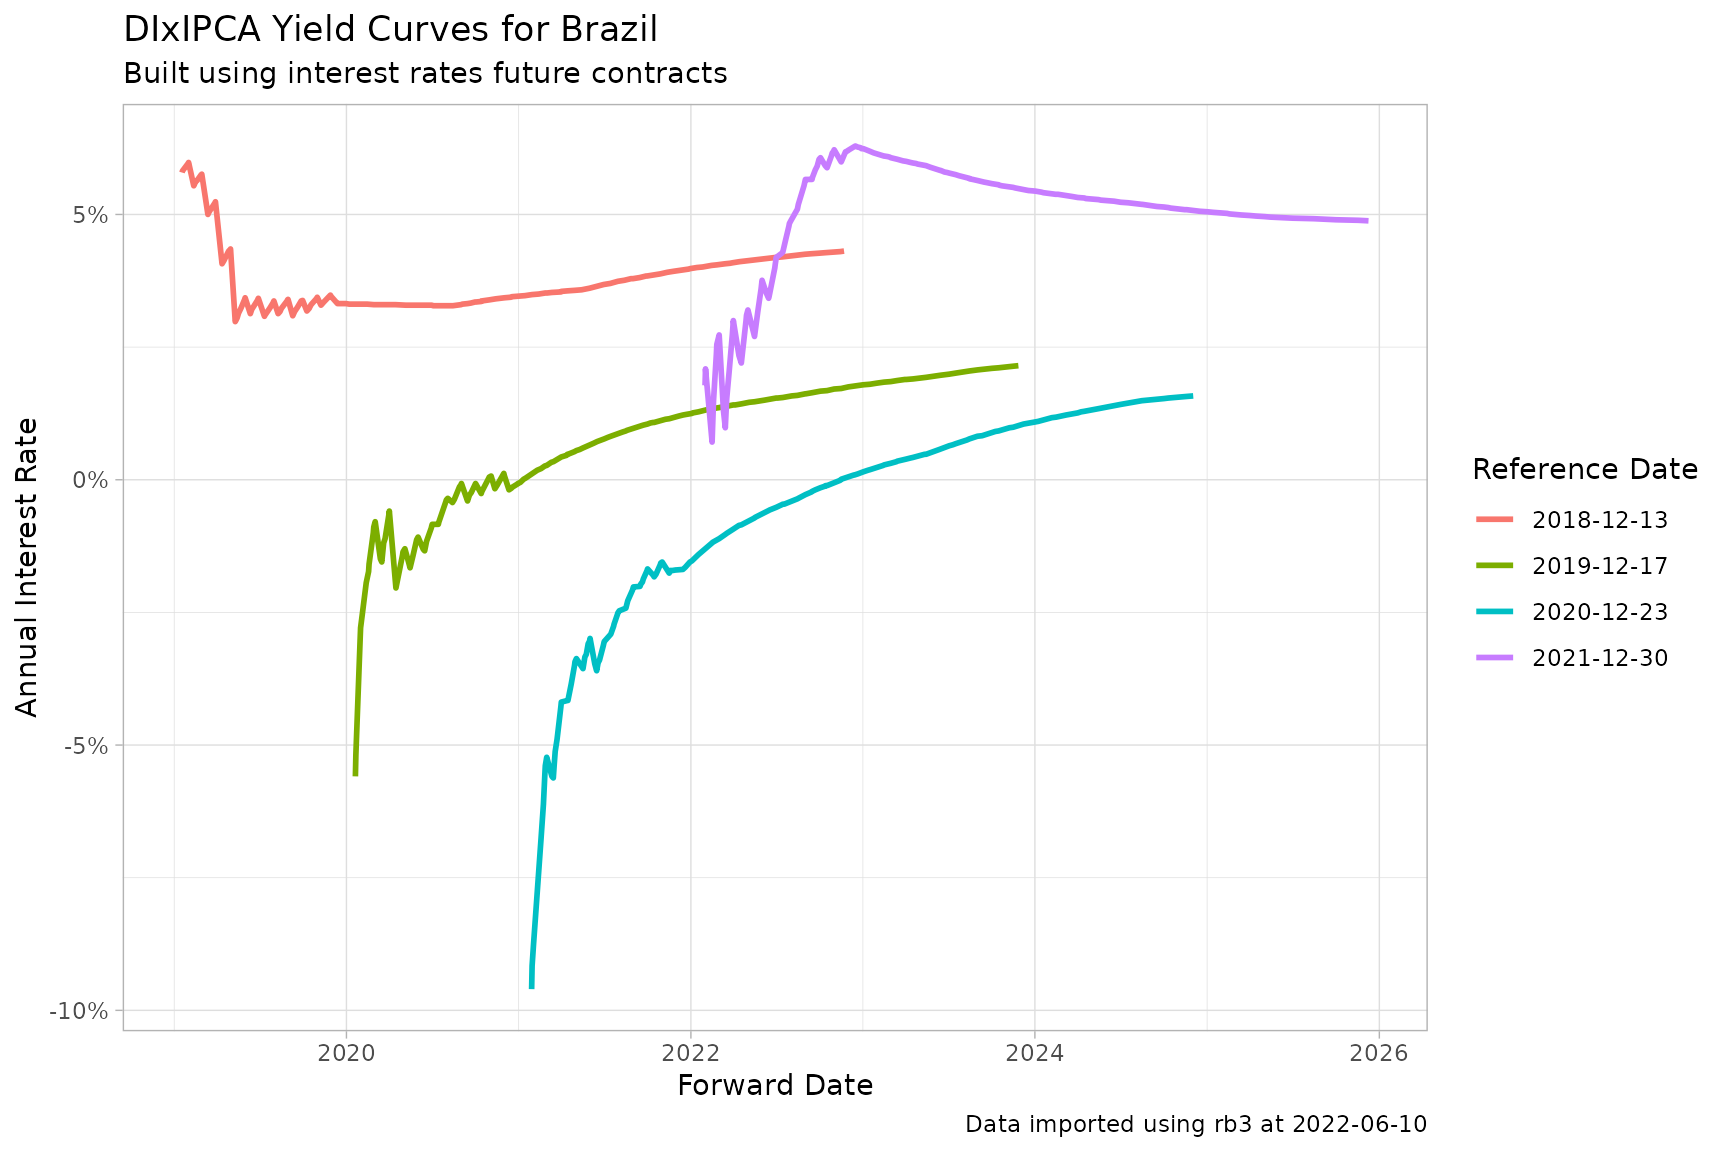 DIxIPCA Yield Curves for Brazil
Built using interest rates future contracts
Annual Interest Rate
5%
0%
-5%
-10%
2020
2022
2024
2026
Forward Date
Reference Date
2018-12-13
2019-12-17
2020-12-23
2021-12-30
Data imported using rb3 at 2022-06-10